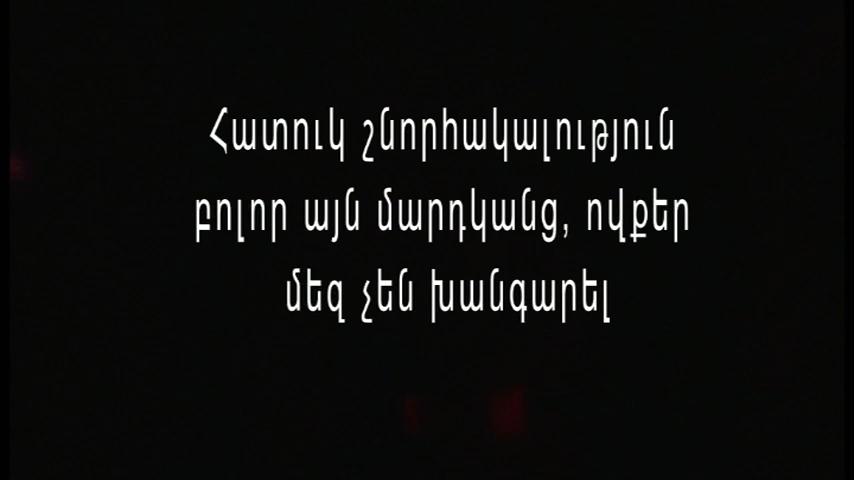 Հատուկ շնորհակալություն
բոլոր այն մարդկանց, ովքեր
մեզ չեն խանգարել